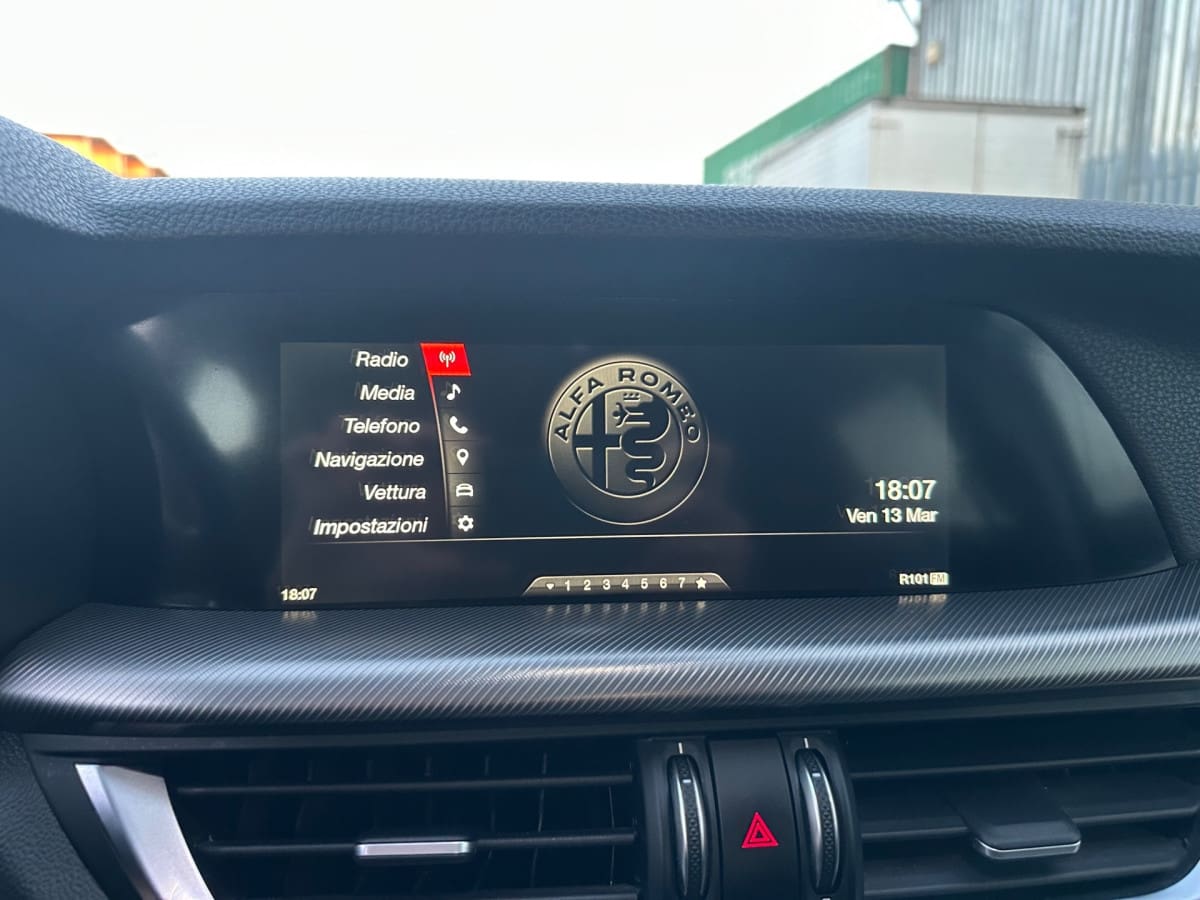 Radio
Media
Telefono
Navigazione
Vettura
Impostazioni
ALFA ROMEO
18:07
Ven 13 Mar
18:07
1 2 3 4 5 6 7
R101 FM